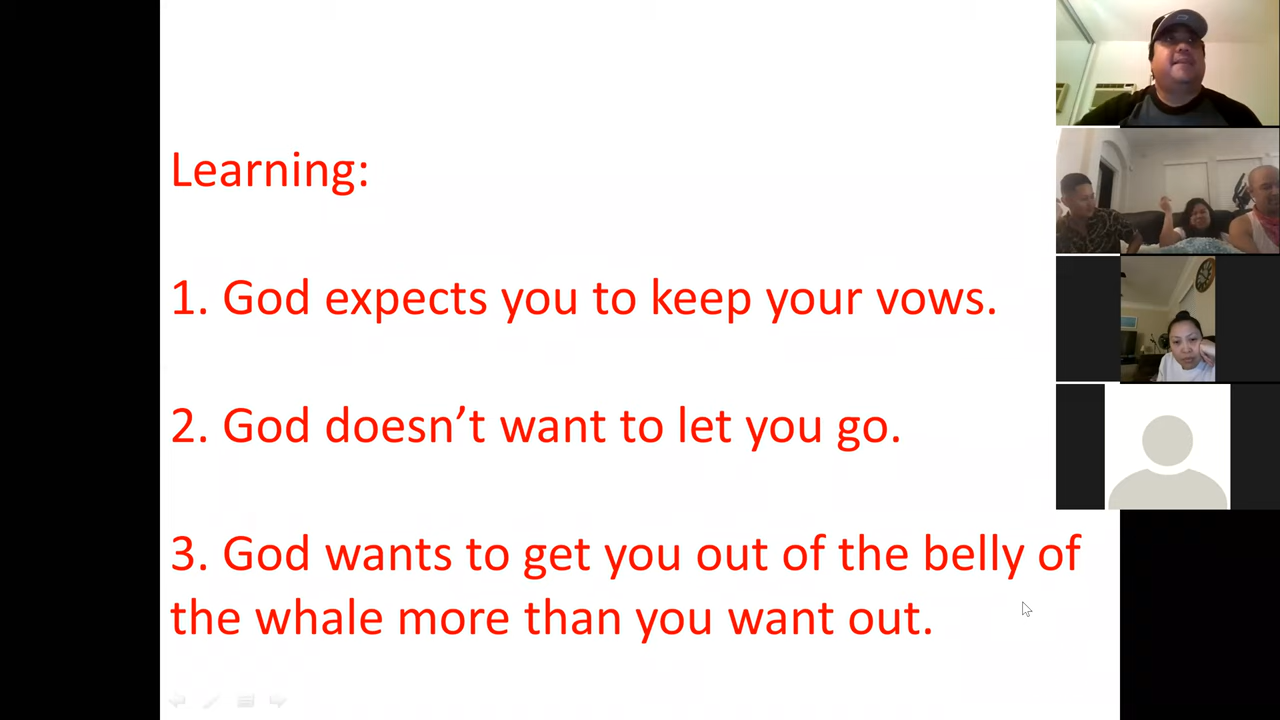 Learning:
1. God expects you to keep your vows.
2. God doesn’t want to let you go.
3. God wants to get you out of the belly of
the whale more than you want out.